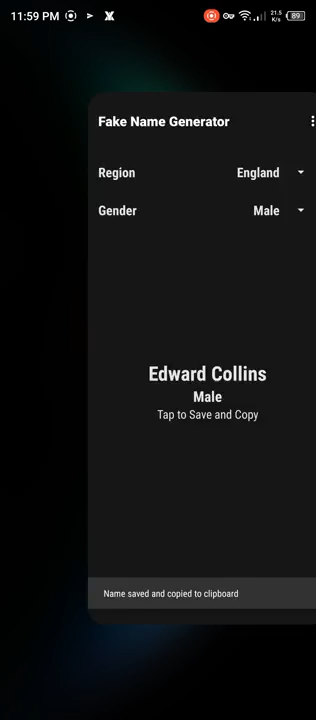 11:59 PM 21.5 K/s 89
Fake Name Generator
Region England
Gender Male
Edward Collins
Male
Tap to Save and Copy
Name saved and copied to clipboard